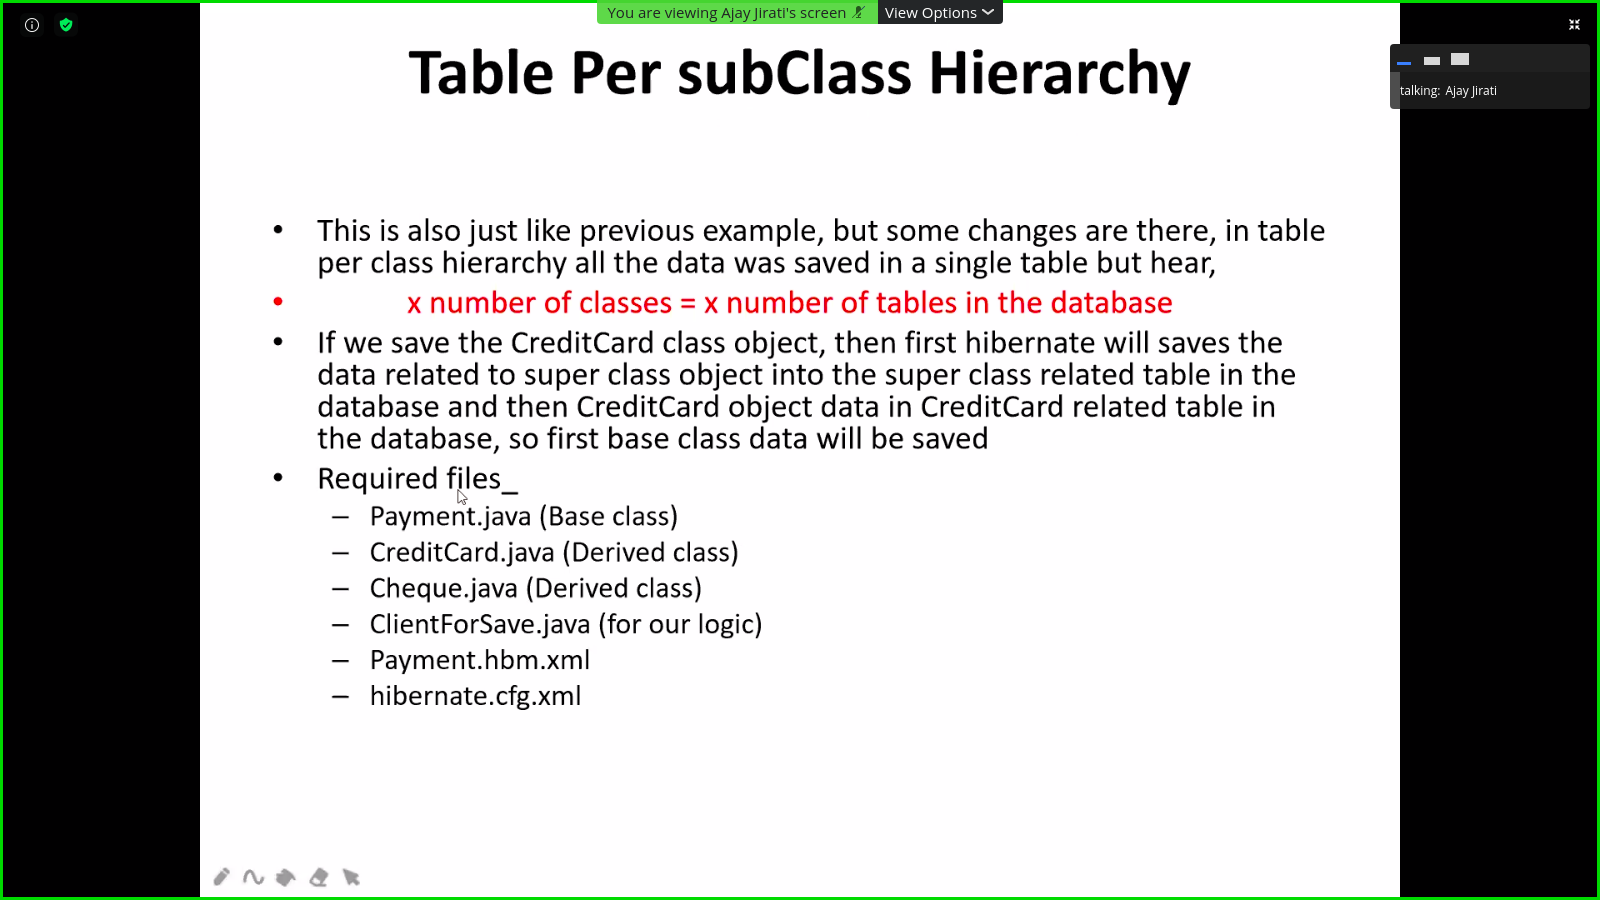 You are viewing Ajay Jirati's screen
View Options
talking: Ajay Jirati
Table Per subClass Hierarchy
• This is also just like previous example, but some changes are there, in table
per class hierarchy all the data was saved in a single table but hear,
• x number of classes = x number of tables in the database
• If we save the CreditCard class object, then first hibernate will saves the
data related to super class object into the super class related table in the
database and then CreditCard object data in CreditCard related table in
the database, so first base class data will be saved
• Required files_
– Payment.java (Base class)
– CreditCard.java (Derived class)
– Cheque.java (Derived class)
– ClientForSave.java (for our logic)
– Payment.hbm.xml
– hibernate.cfg.xml